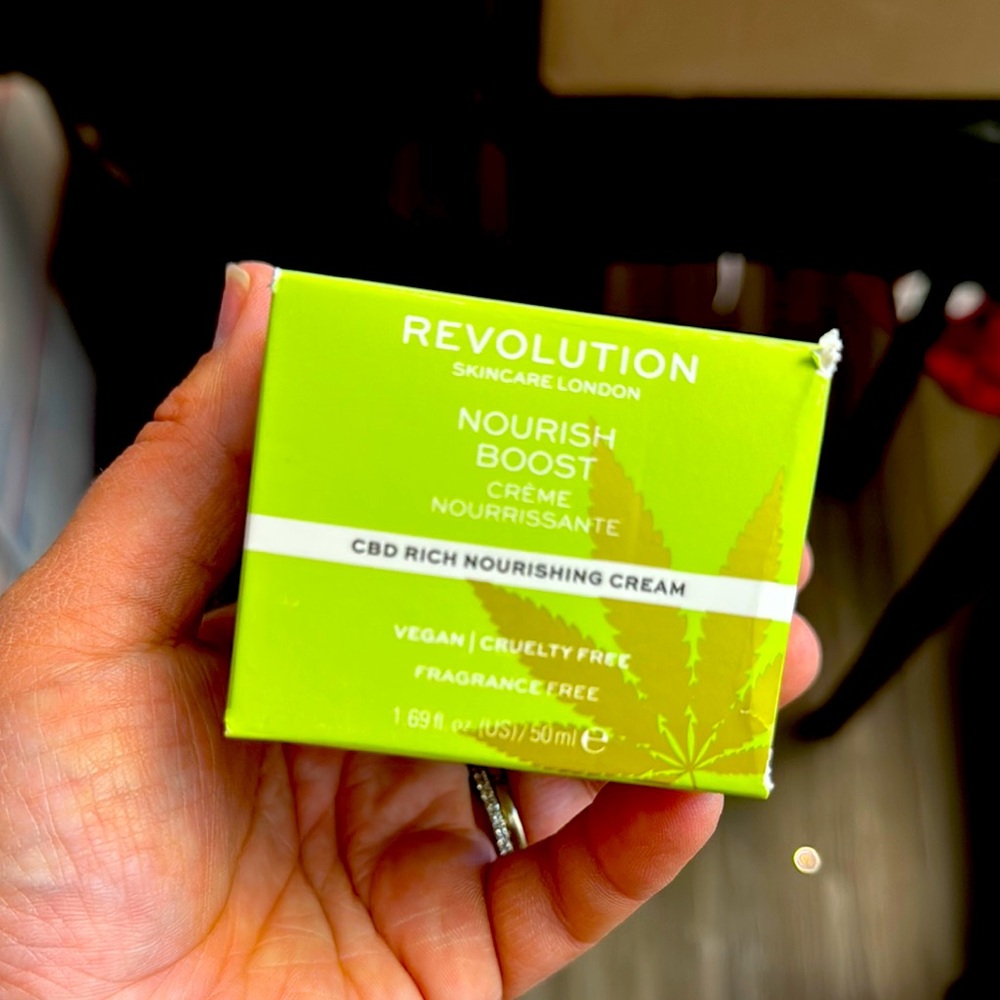 REVOLUTION
SKINCARE LONDON
NOURISH
BOOST
CRÈME
NOURRISSANTE
CBD RICH NOURISHING CREAM
VEGAN | CRUELTY FREE
FRAGRANCE FREE
1.69 fl. oz. (US) / 50 ml ℮